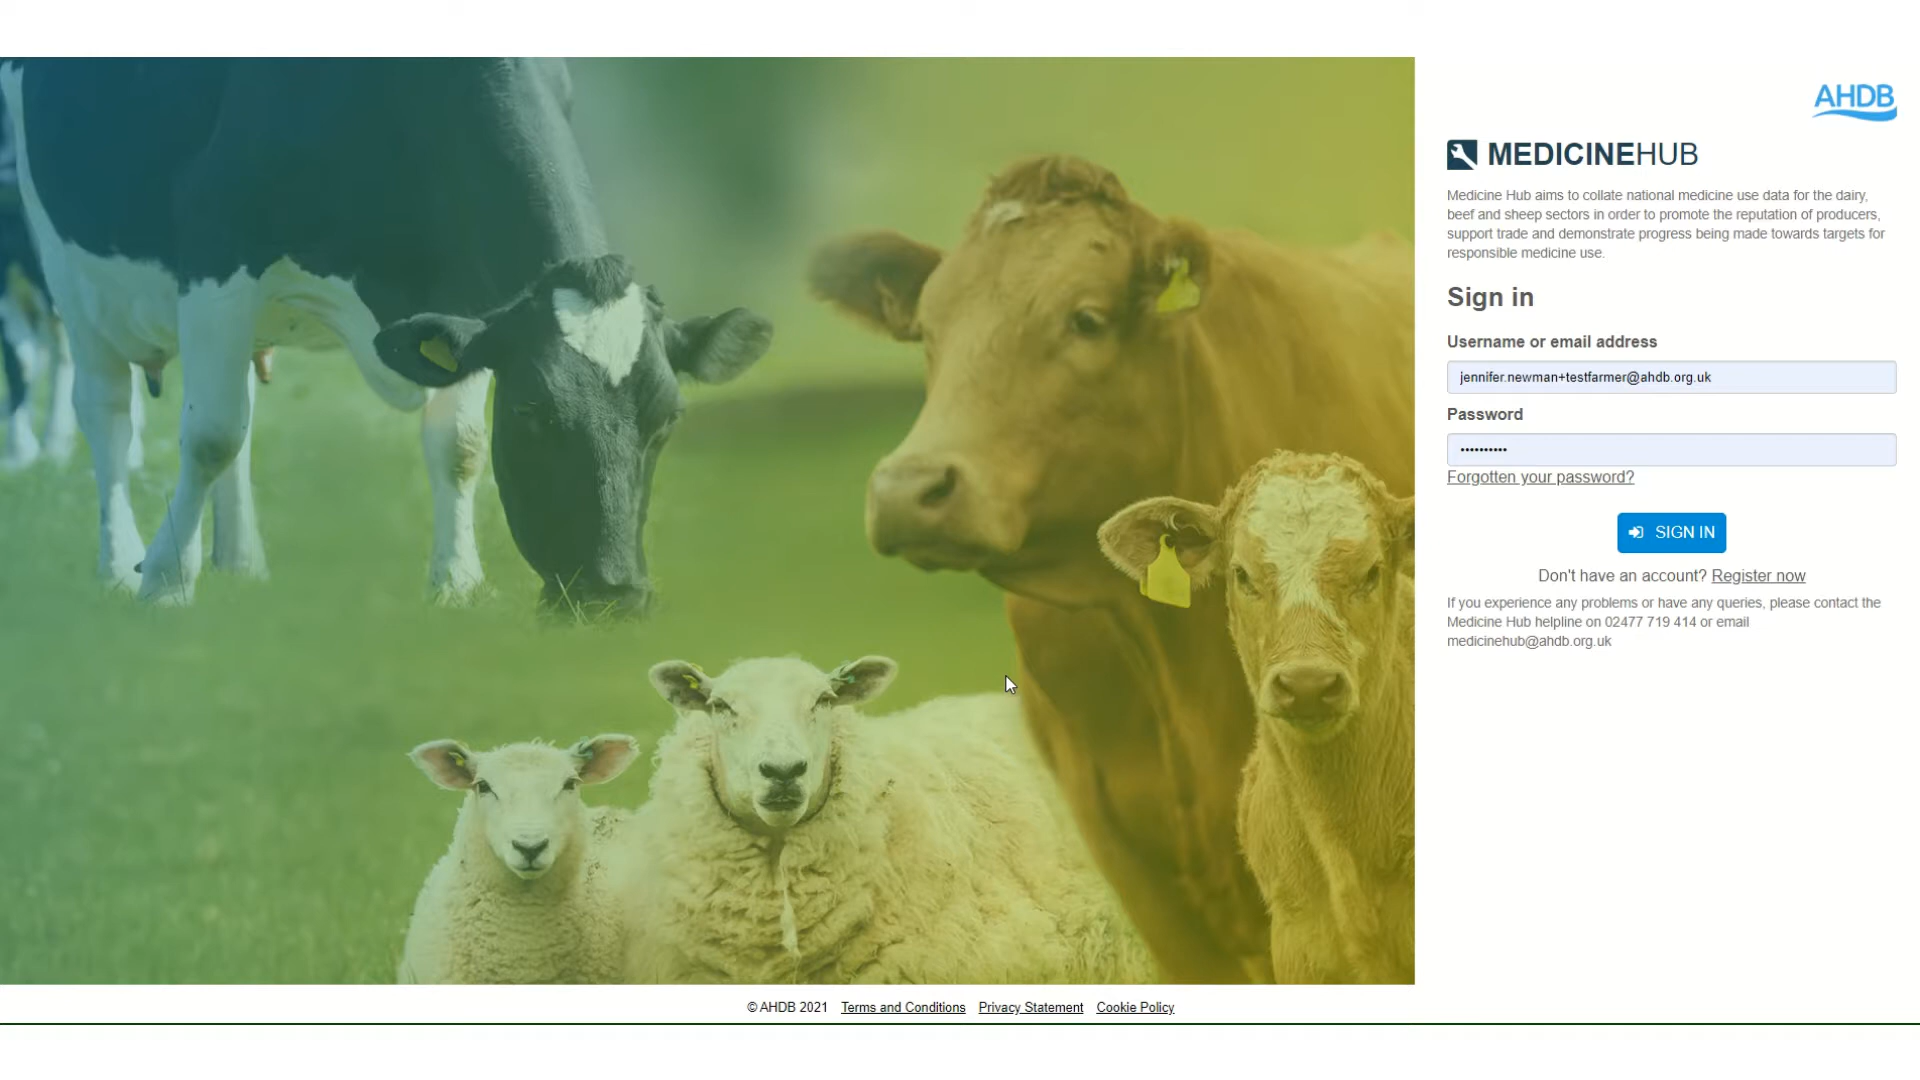 AHDB
MEDICINEHUB
Medicine Hub aims to collate national medicine use data for the dairy,
beef and sheep sectors in order to promote the reputation of producers,
support trade and demonstrate progress being made towards targets for
responsible medicine use.
Sign in
Username or email address
jennifer.newman+testfarmer@ahdb.org.uk
Password
••••••••••
Forgotten your password?
SIGN IN
Don't have an account? Register now
If you experience any problems or have any queries, please contact the
Medicine Hub helpline on 02477 719 414 or email
medicinehub@ahdb.org.uk
© AHDB 2021 Terms and Conditions Privacy Statement Cookie Policy